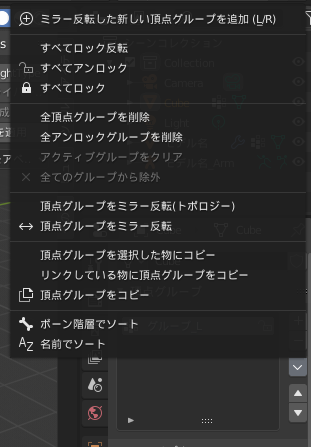 ミラー反転した新しい頂点グループを追加 (L/R)
すべてロック反転
すべてアンロック
すべてロック
全頂点グループを削除
全アンロックグループを削除
アクティブグループをクリア
全てのグループから除外
頂点グループをミラー反転(トポロジー)
頂点グループをミラー反転
頂点グループを選択した物にコピー
リンクしている物に頂点グループをコピー
頂点グループをコピー
ボーン階層でソート
名前でソート